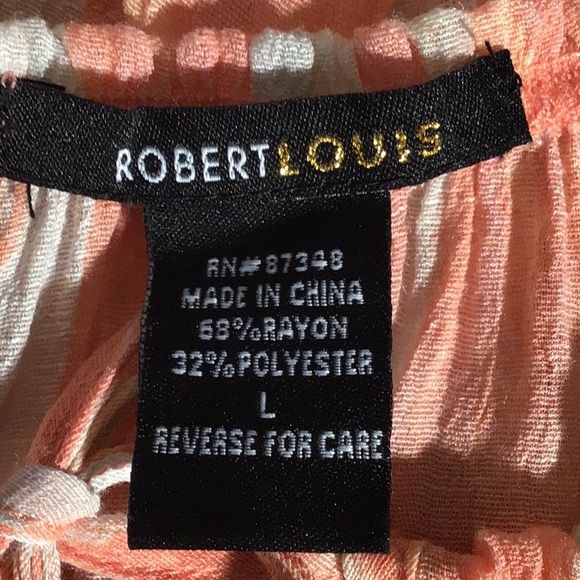 ROBERTLOUIS
RN#87348
MADE IN CHINA
68%RAYON
32%POLYESTER
L
REVERSE FOR CARE